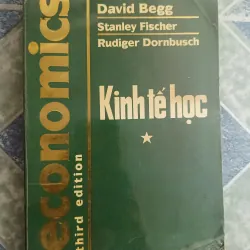 David Begg
Stanley Fischer
Rudiger Dornbusch
economics
third edition
Kinh tế học